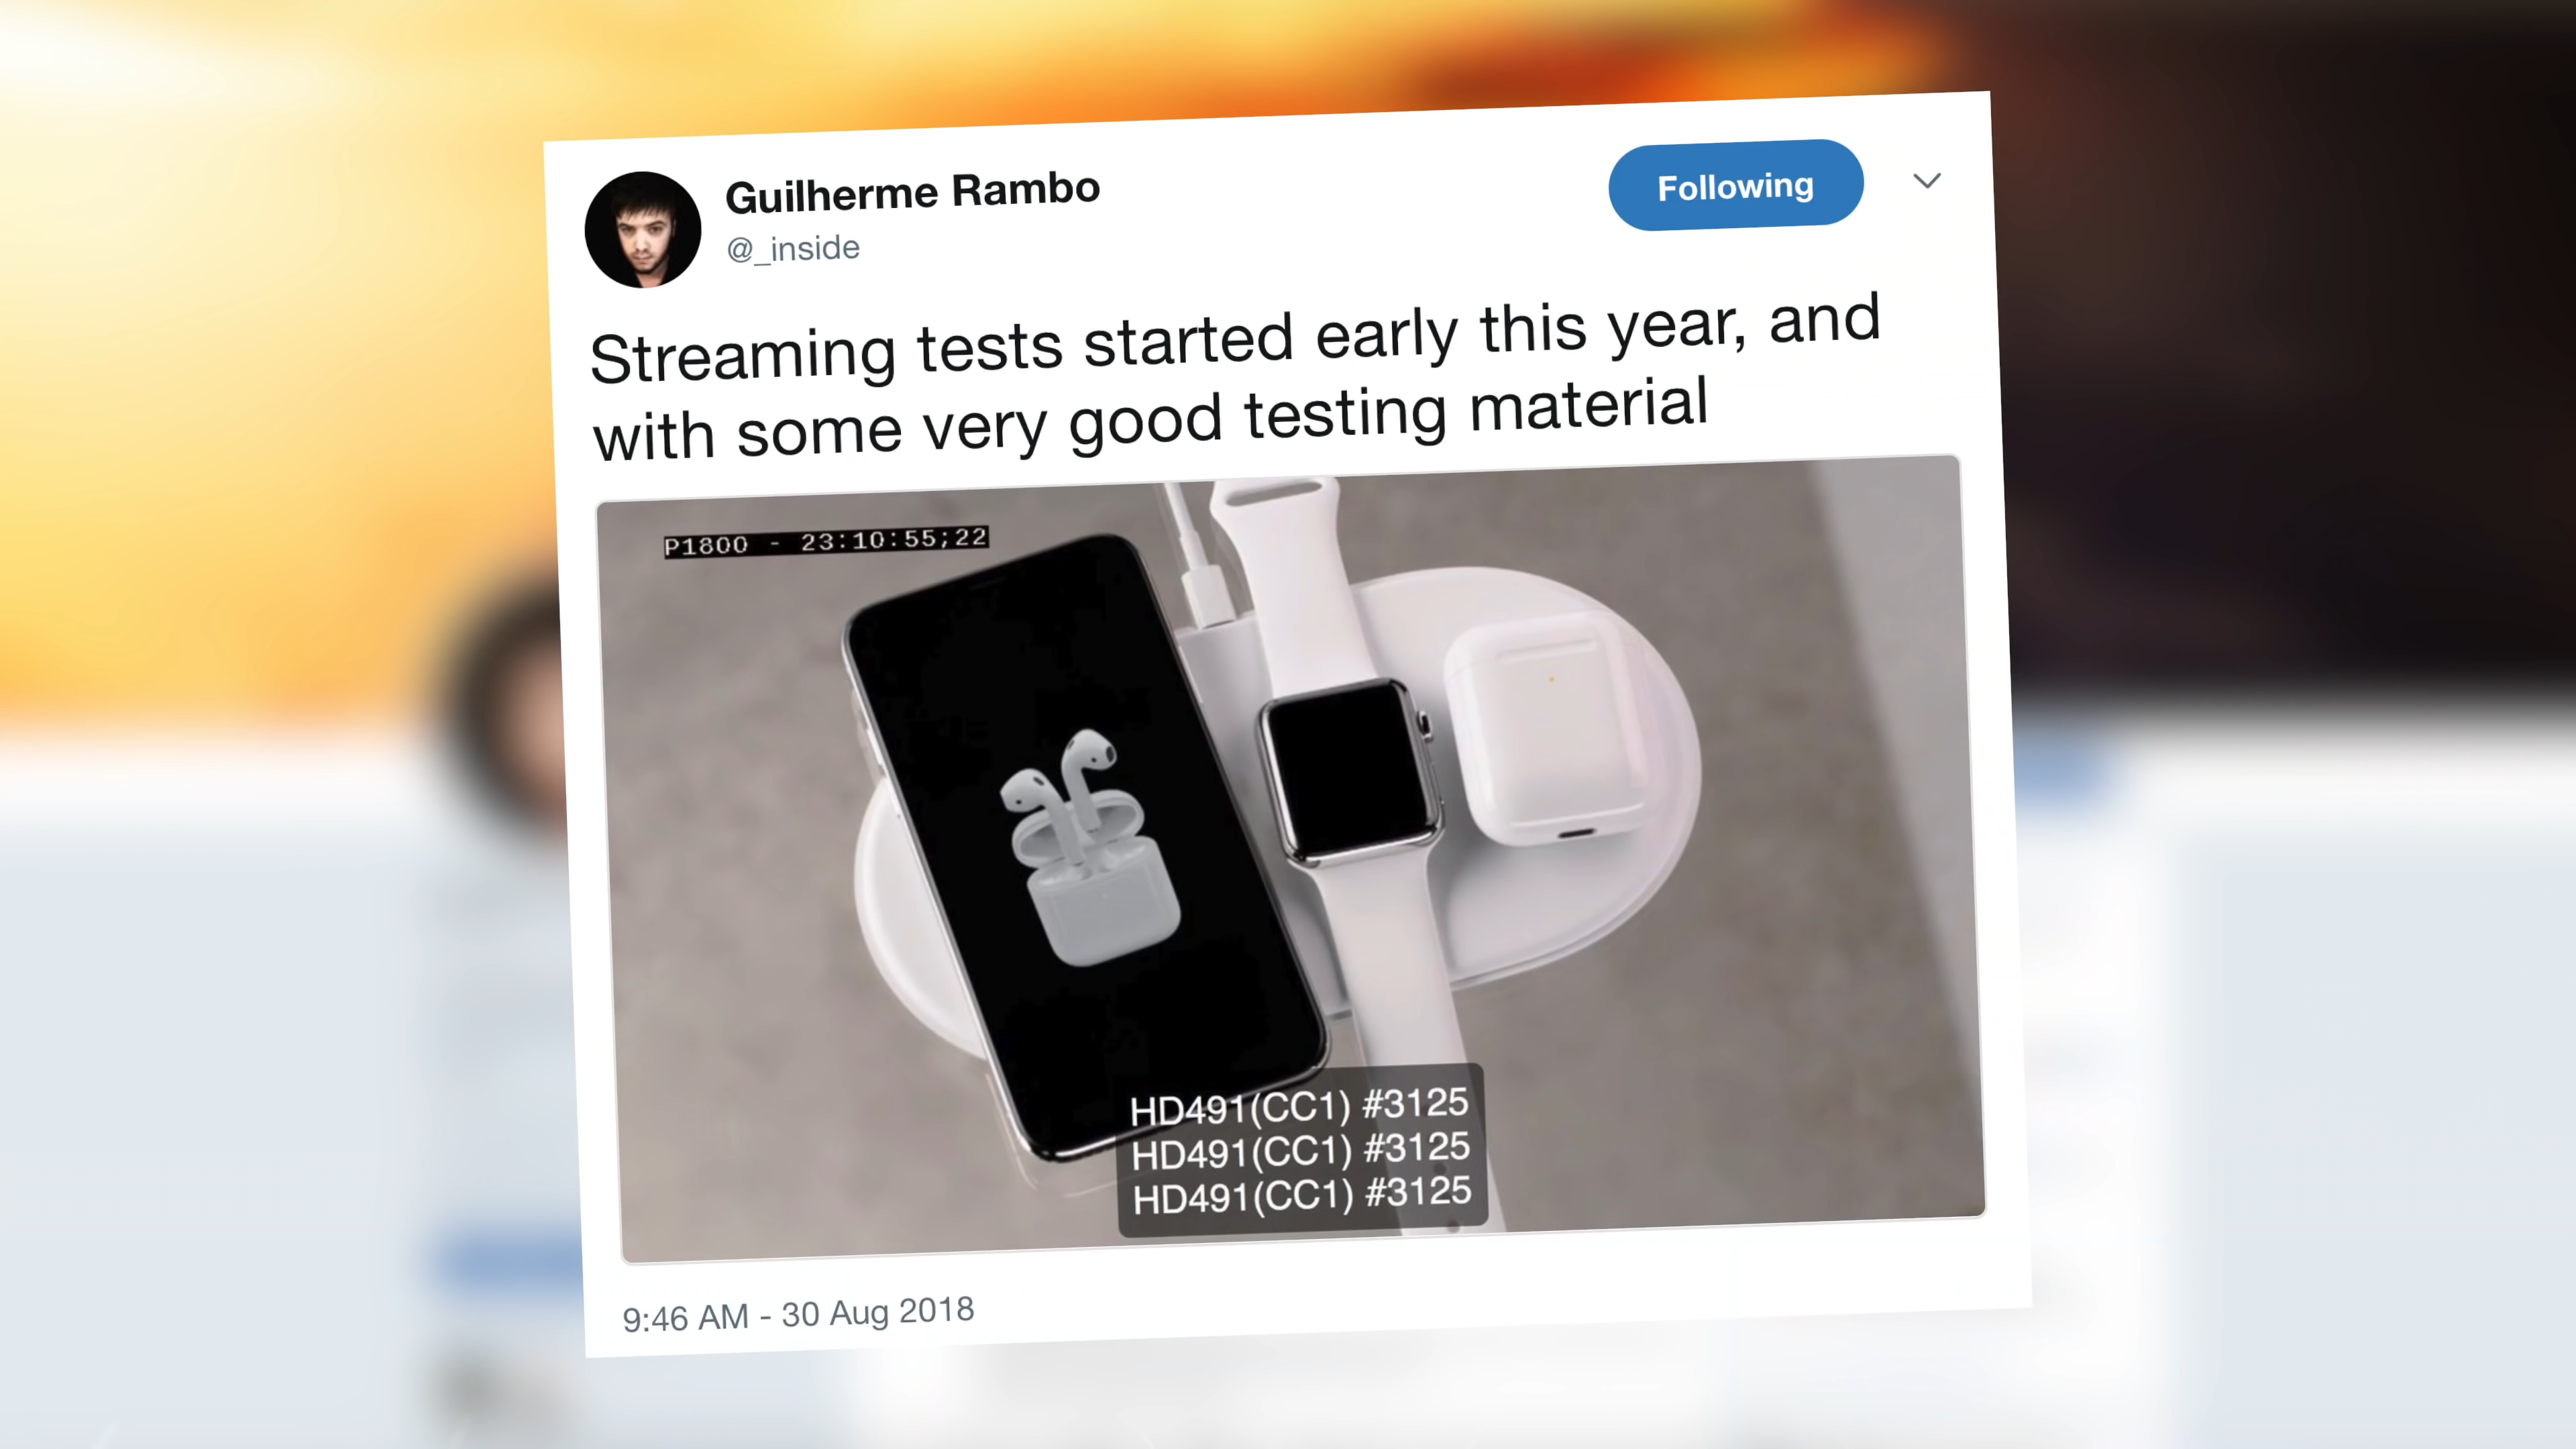 Guilherme Rambo
@_inside
Following
Streaming tests started early this year, and
with some very good testing material
P1800 - 23:10:55;22
HD491(CC1) #3125
HD491(CC1) #3125
HD491(CC1) #3125
9:46 AM - 30 Aug 2018